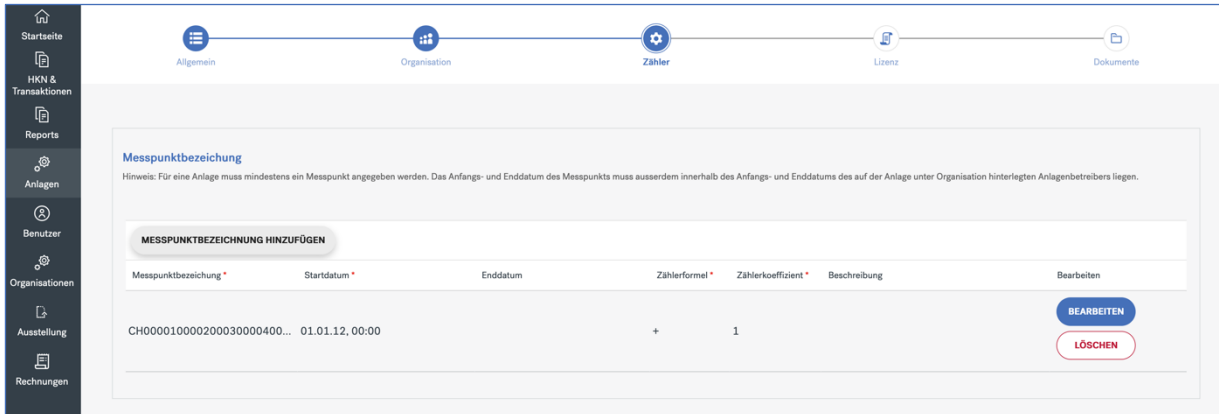 Startseite
HKN &
Transaktionen
Reports
Anlagen
Benutzer
Organisationen
Ausstellung
Rechnungen
Allgemein
Organisation
Zähler
Lizenz
Dokumente
Messpunktbezeichung
Hinweis: Für eine Anlage muss mindestens ein Messpunkt angegeben werden. Das Anfangs- und Enddatum des Messpunkts muss ausserdem innerhalb des Anfangs- und Enddatums des auf der Anlage unter Organisation hinterlegten Anlagenbetreibers liegen.
MESSPUNKTBEZEICHNUNG HINZUFÜGEN
Messpunktbezeichung * Startdatum * Enddatum Zählerformel * Zählerkoeffizient * Beschreibung Bearbeiten
CH000010000200030000400... 01.01.12, 00:00 + 1
BEARBEITEN
LÖSCHEN